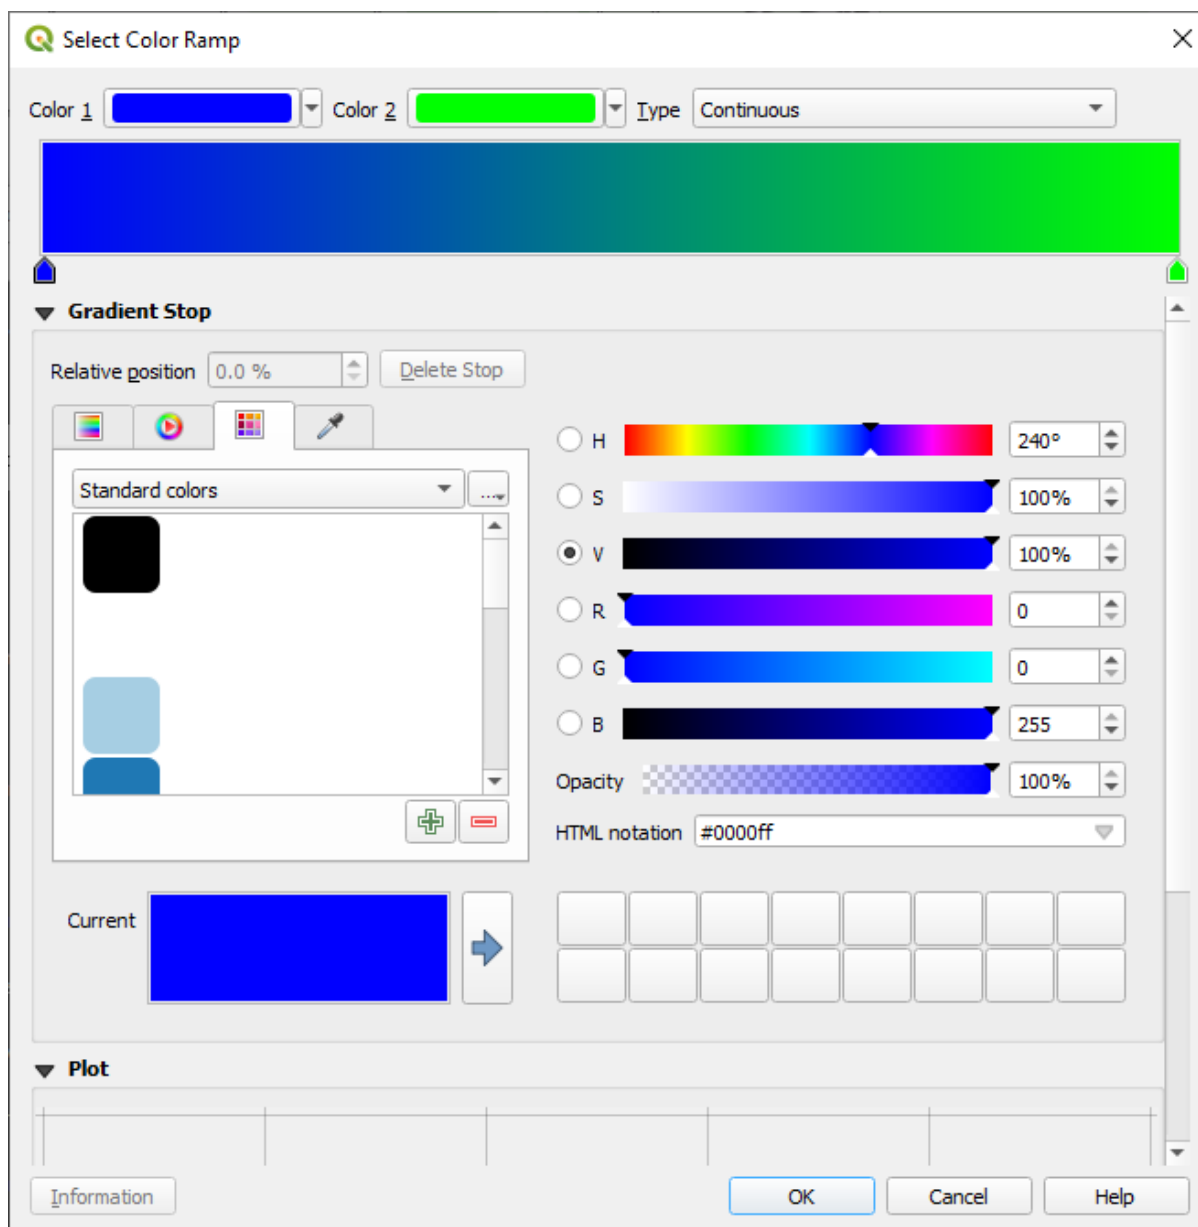 Select Color Ramp
Color 1 Color 2 Type Continuous
Gradient Stop
Relative position 0.0 % Delete Stop
H 240°
Standard colors ...
S 100%
V 100%
R 0
G 0
B 255
Opacity 100%
HTML notation #0000ff
Current
Plot
Information OK Cancel Help